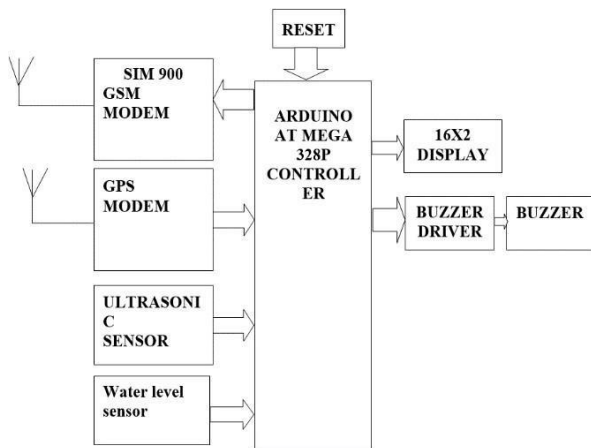 RESET
SIM 900
GSM
MODEM
ARDUINO
AT MEGA
328P
CONTROLL
ER
16X2
DISPLAY
GPS
MODEM
BUZZER
DRIVER
BUZZER
ULTRASONI
C
SENSOR
Water level
sensor